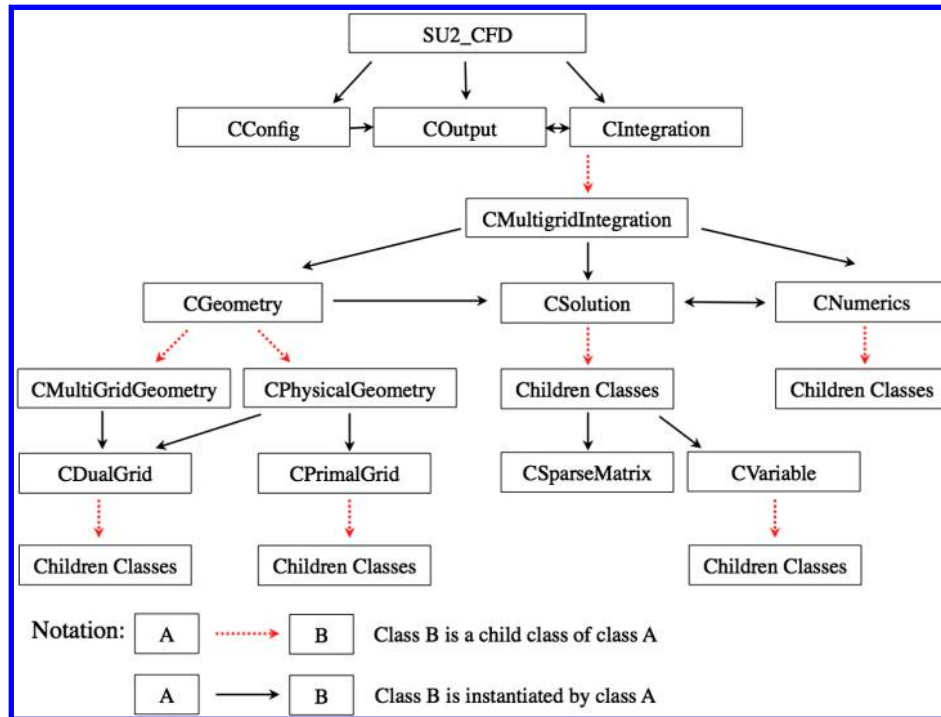 SU2_CFD
CConfig
COutput
CIntegration
CMultigridIntegration
CGeometry
CSolution
CNumerics
CMultiGridGeometry
CPhysicalGeometry
Children Classes
Children Classes
CDualGrid
CPrimalGrid
CSparseMatrix
CVariable
Children Classes
Children Classes
Children Classes
Notation:
A
B
Class B is a child class of class A
A
B
Class B is instantiated by class A